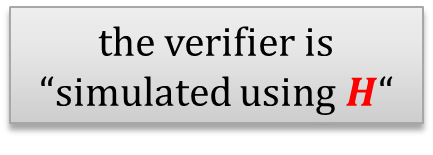 the verifier is
“simulated using H“